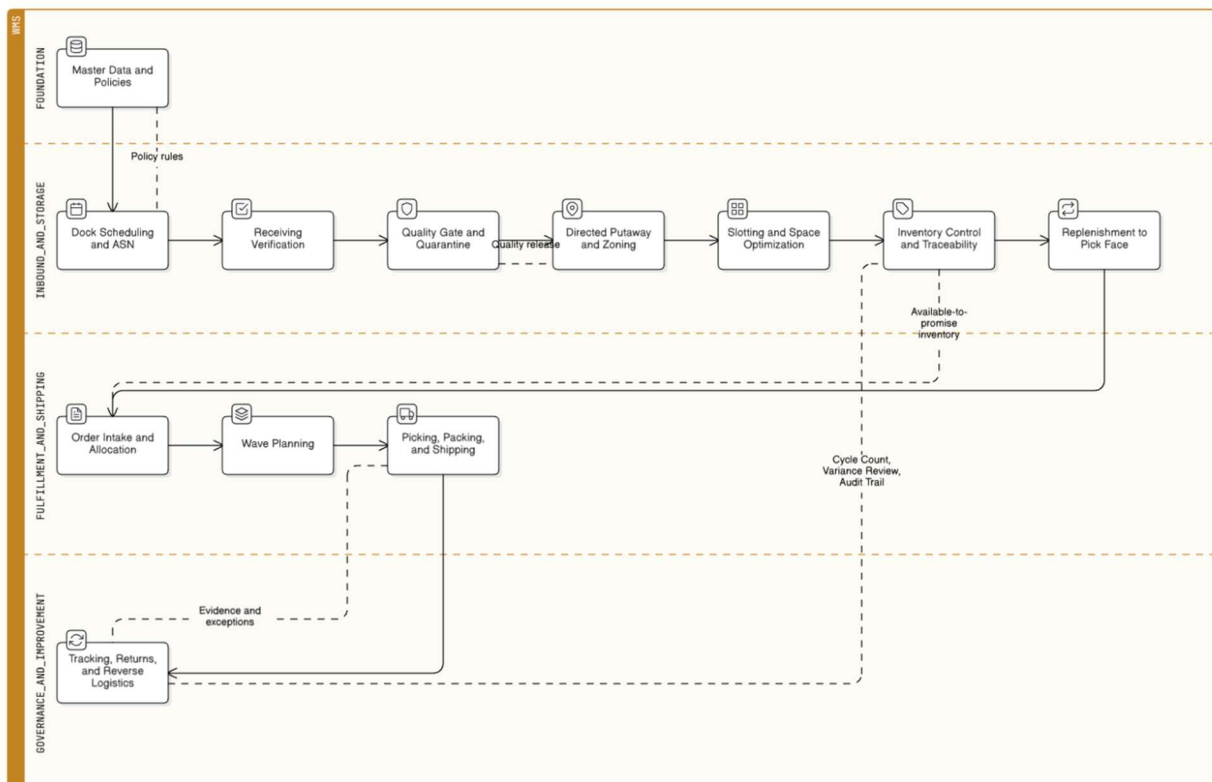 WMS
FOUNDATION
Master Data and
Policies
Policy rules
INBOUND_AND_STORAGE
Dock Scheduling
and ASN
Receiving
Verification
Quality Gate and
Quarantine
Quality release
Directed Putaway
and Zoning
Slotting and Space
Optimization
Inventory Control
and Traceability
Replenishment to
Pick Face
Available-to-
promise
inventory
FULFILLMENT_AND_SHIPPING
Order Intake and
Allocation
Wave Planning
Picking, Packing,
and Shipping
Cycle Count,
Variance Review,
Audit Trail
GOVERNANCE_AND_IMPROVEMENT
Evidence and
exceptions
Tracking, Returns,
and Reverse
Logistics